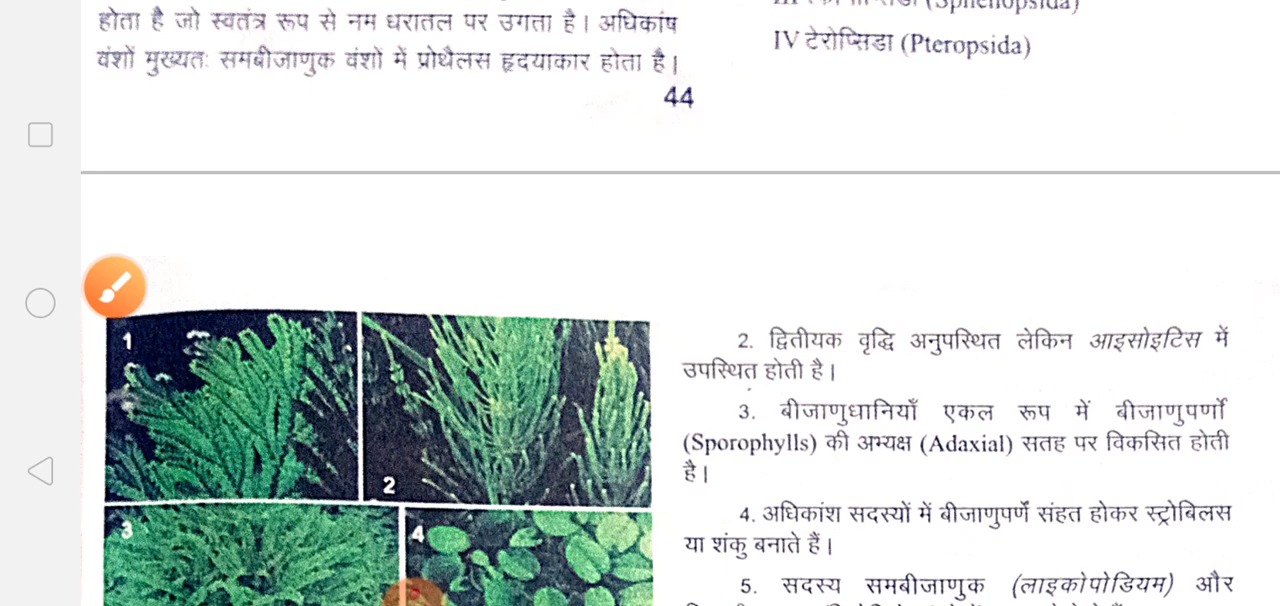 होता है जो स्वतंत्र रूप से नम धरातल पर उगता है। अधिकांष
वंशों मुख्यतः समबीजाणुक वंशों में प्रोथैलस हृदयाकार होता है।
44
(Sphenopsida)
IV टेरोप्सिडा (Pteropsida)
1
2
3
4
2. द्वितीयक वृद्धि अनुपस्थित लेकिन आइसोइटिस में
उपस्थित होती है।
3. बीजाणुधानियाँ एकल रूप में बीजाणुपर्णों
(Sporophylls) की अभ्यक्ष (Adaxial) सतह पर विकसित होती
है।
4. अधिकांश सदस्यों में बीजाणुपर्णें संहत होकर स्ट्रोबिलस
या शंकु बनाते हैं।
5. सदस्य समबीजाणुक (लाइकोपोडियम) और